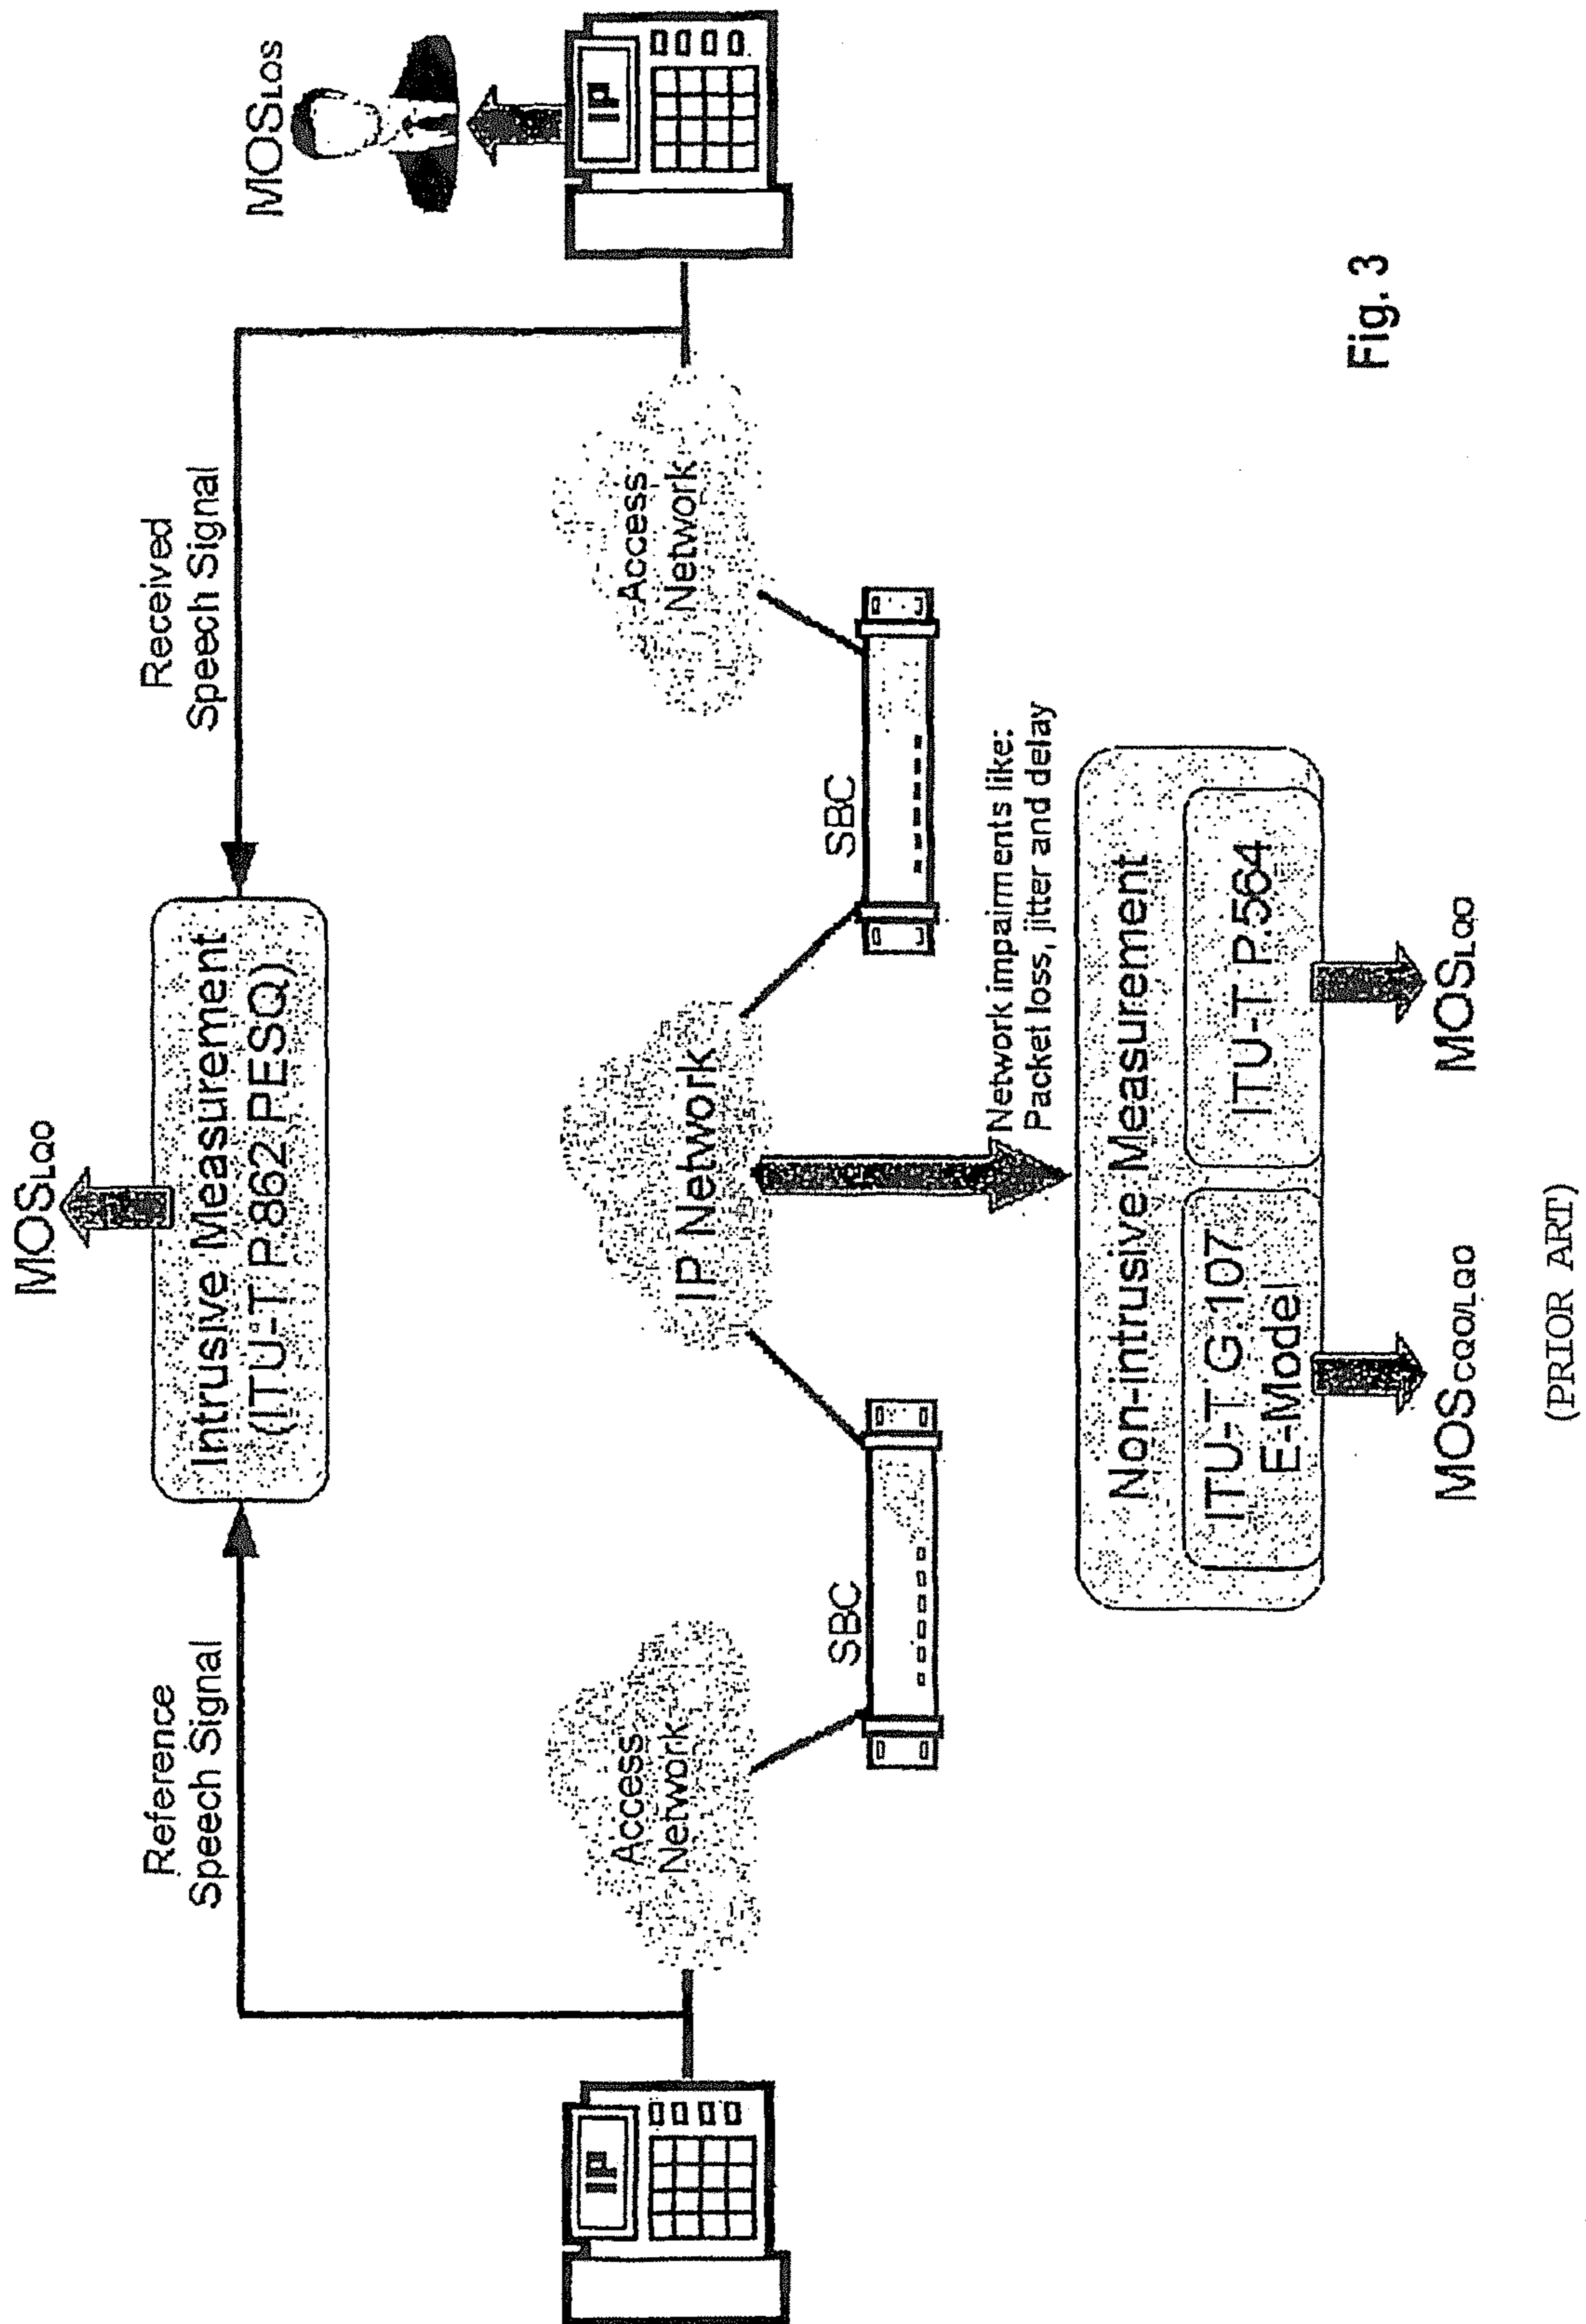 MOSLQO
Intrusive Measurement
(ITU-T P.862 PESQ)
Reference
Speech Signal
Received
Speech Signal
MOSLQS
IP
Access
Network
SBC
IP Network
SBC
Access
Network
IP
Network impairments like:
Packet loss, jitter and delay
Non-intrusive Measurement
ITU-T G.107
E-Model
ITU-T P.564
MOSCQO/LQO
MOSLQO
Fig. 3
(PRIOR ART)